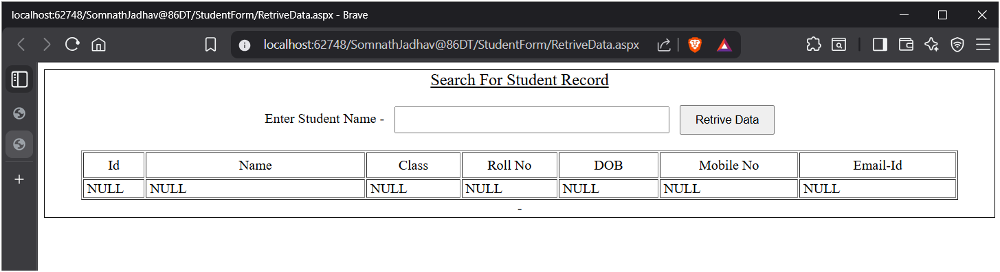 localhost:62748/SomnathJadhav@86DT/StudentForm/RetriveData.aspx - Brave
localhost:62748/SomnathJadhav@86DT/StudentForm/RetriveData.aspx
Search For Student Record
Enter Student Name - Retrive Data
Id Name Class Roll No DOB Mobile No Email-Id
NULL NULL NULL NULL NULL NULL NULL
-